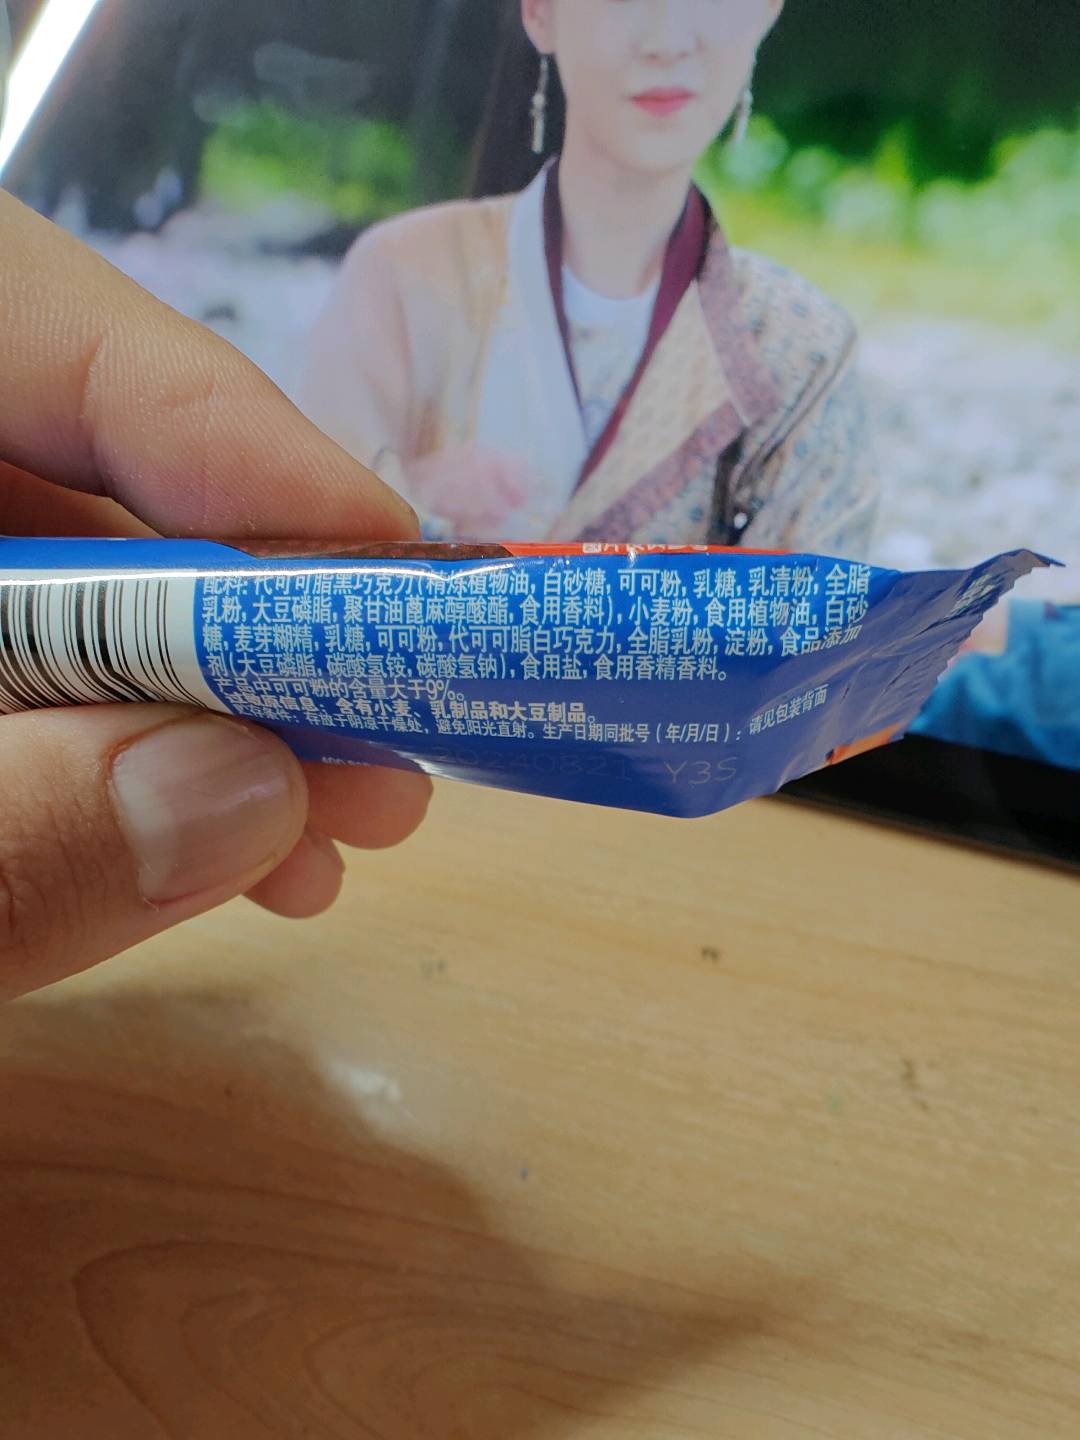 配料: 代可可脂黑巧克力(精炼植物油, 白砂糖, 可可粉, 乳糖, 乳清粉, 全脂
乳粉, 大豆磷脂, 聚甘油蓖麻醇酸酯, 食用香料), 小麦粉, 食用植物油, 白砂
糖, 麦芽糊精, 乳糖, 可可粉, 代可可脂白巧克力, 全脂乳粉, 淀粉, 食品添加
剂(大豆磷脂, 碳酸氢铵, 碳酸氢钠), 食用盐, 食用香精香料。
产品中可可粉的含量大于9%。
信息: 含有小麦、乳制品和大豆制品。
条件: 存放于阴凉干燥处, 避免阳光直射。生产日期同批号 (年/月/日) : 请见包装背面
20240821 Y3S